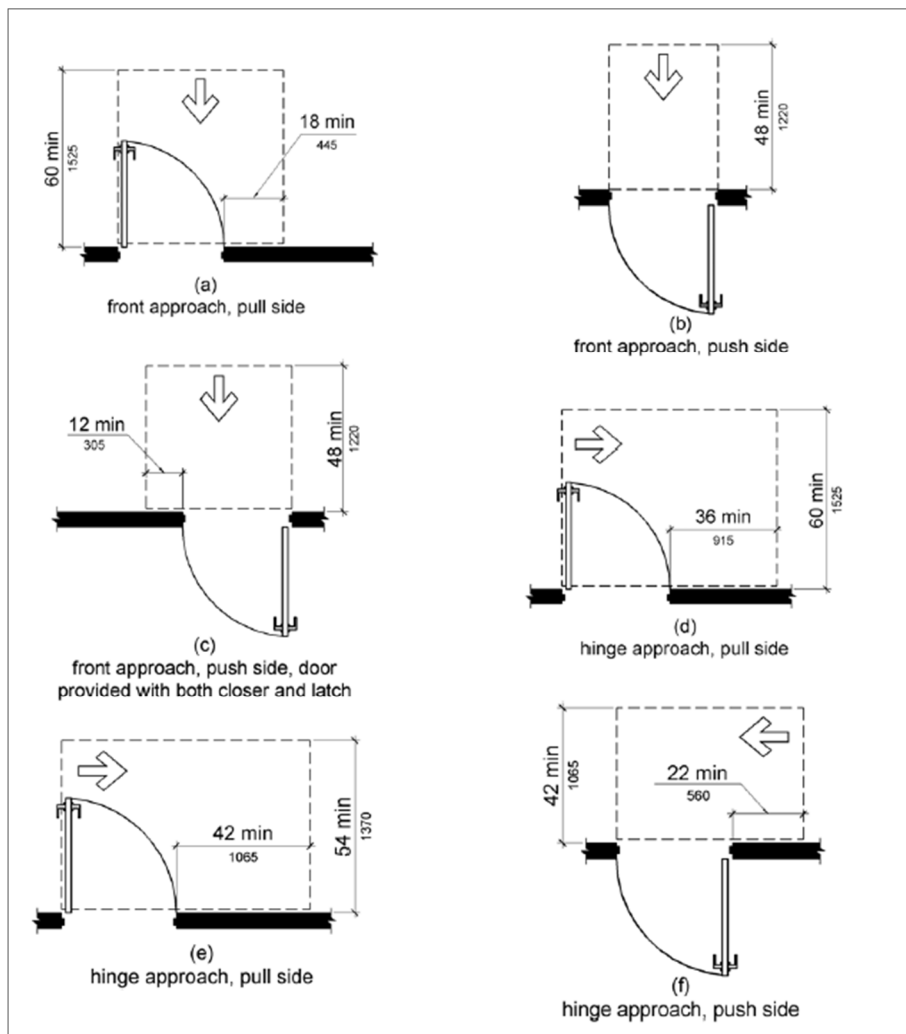 60 min
1525
18 min
445
(a)
front approach, pull side
48 min
1220
(b)
front approach, push side
12 min
305
48 min
1220
(c)
front approach, push side, door
provided with both closer and latch
36 min
915
60 min
1525
(d)
hinge approach, pull side
42 min
1065
54 min
1370
(e)
hinge approach, pull side
42 min
1065
22 min
560
(f)
hinge approach, push side